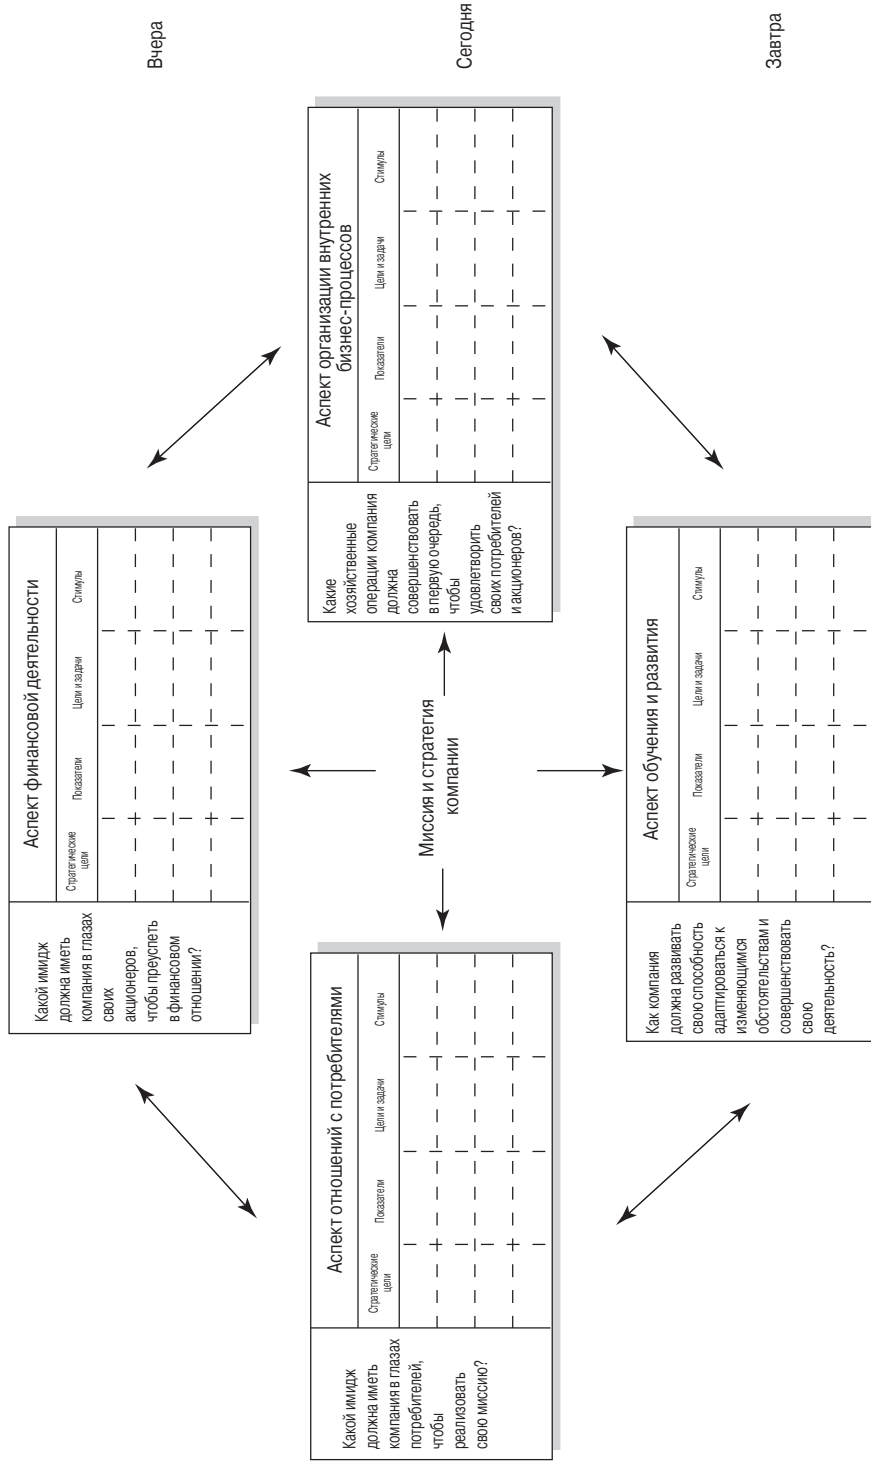 Вчера
Сегодня
Завтра
Какой имидж
должна иметь
компания в глазах
своих
акционеров,
чтобы преуспеть
в финансовом
отношении?
Аспект финансовой деятельности
Стратегические
цели
Показатели
Цели и задачи
Стимулы
Какой имидж
должна иметь
компания в глазах
потребителей,
чтобы
реализовать
свою миссию?
Аспект отношений с потребителями
Стратегические
цели
Показатели
Цели и задачи
Стимулы
Миссия и стратегия
компании
Какие
хозяйственные
операции компания
должна
совершенствовать
в первую очередь,
чтобы
удовлетворить
своих потребителей
и акционеров?
Аспект организации внутренних
бизнес-процессов
Стратегические
цели
Показатели
Цели и задачи
Стимулы
Как компания
должна развивать
свою способность
адаптироваться к
изменяющимся
обстоятельствам и
совершенствовать
свою
деятельность?
Аспект обучения и развития
Стратегические
цели
Показатели
Цели и задачи
Стимулы